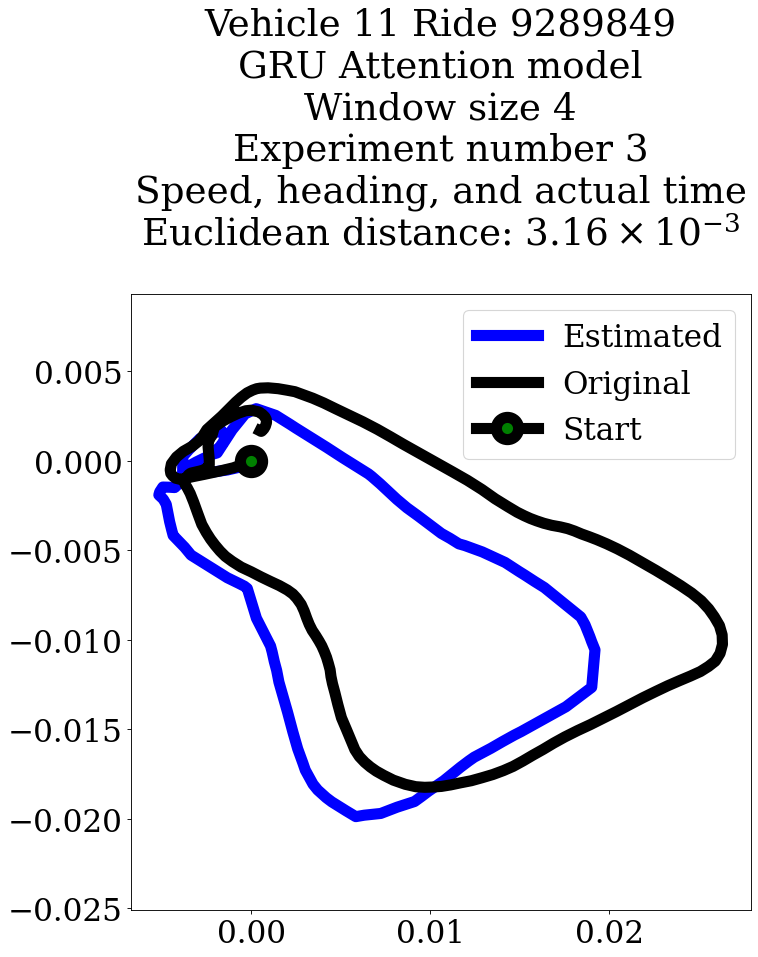 Vehicle 11 Ride 9289849
GRU Attention model
Window size 4
Experiment number 3
Speed, heading, and actual time
Euclidean distance: 3.16 × 10⁻³
Estimated
Original
Start
0.005
0.000
−0.005
−0.010
−0.015
−0.020
−0.025
0.00
0.01
0.02